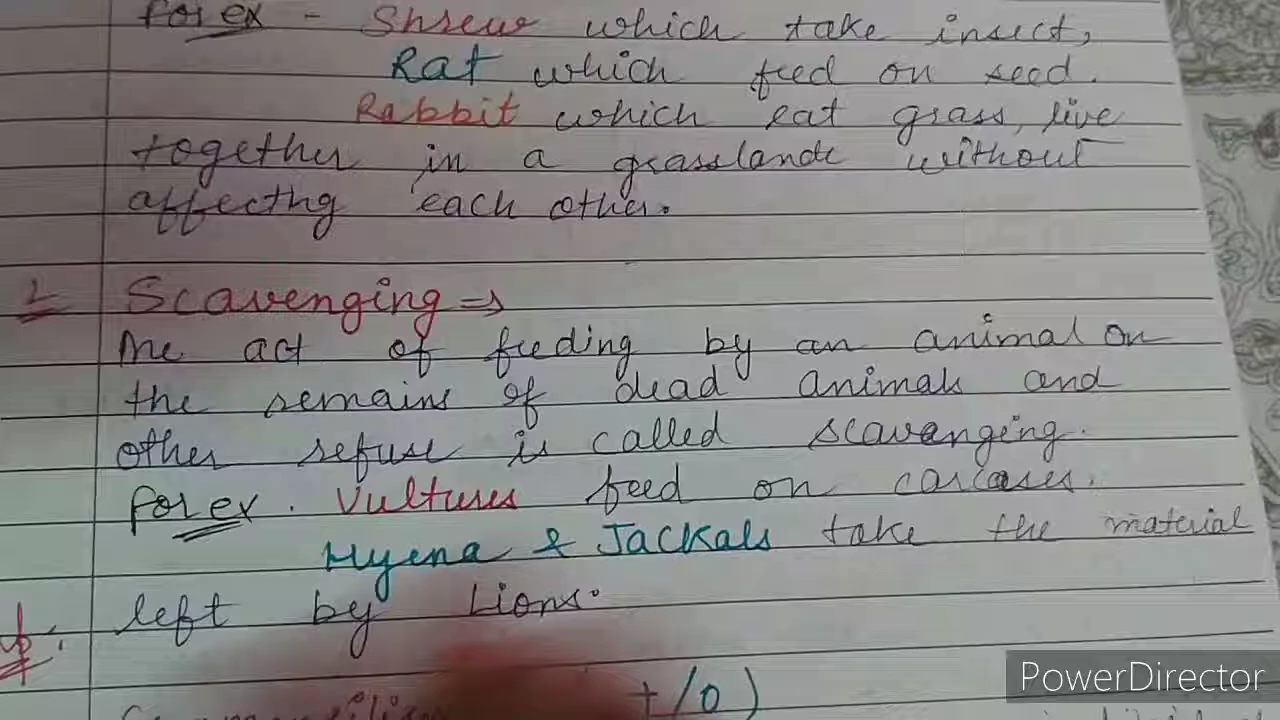 For ex - Shrew which take insect,
Rat which feed on seed.
Rabbit which eat grass, live
together in a grassland without
affecting each other.
2 Scavenging =>
The act of feeding by an animal on
the remains of dead animals and
other refuse is called scavanging.
For ex. Vultures feed on carcases.
Hyena & Jackals take the material
left by Lions.
+/0)
PowerDirector